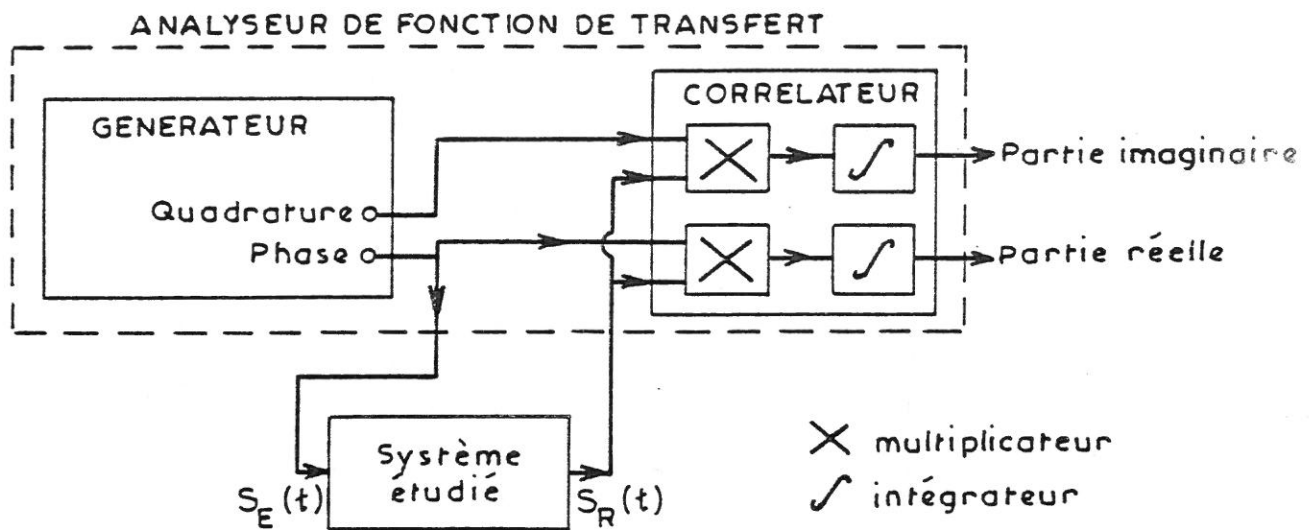 ANALYSEUR DE FONCTION DE TRANSFERT
GENERATEUR
CORRELATEUR
Partie imaginaire
Quadrature
Phase
Partie réelle
Système
étudié
S_E(t)
S_R(t)
multiplicateur
intégrateur